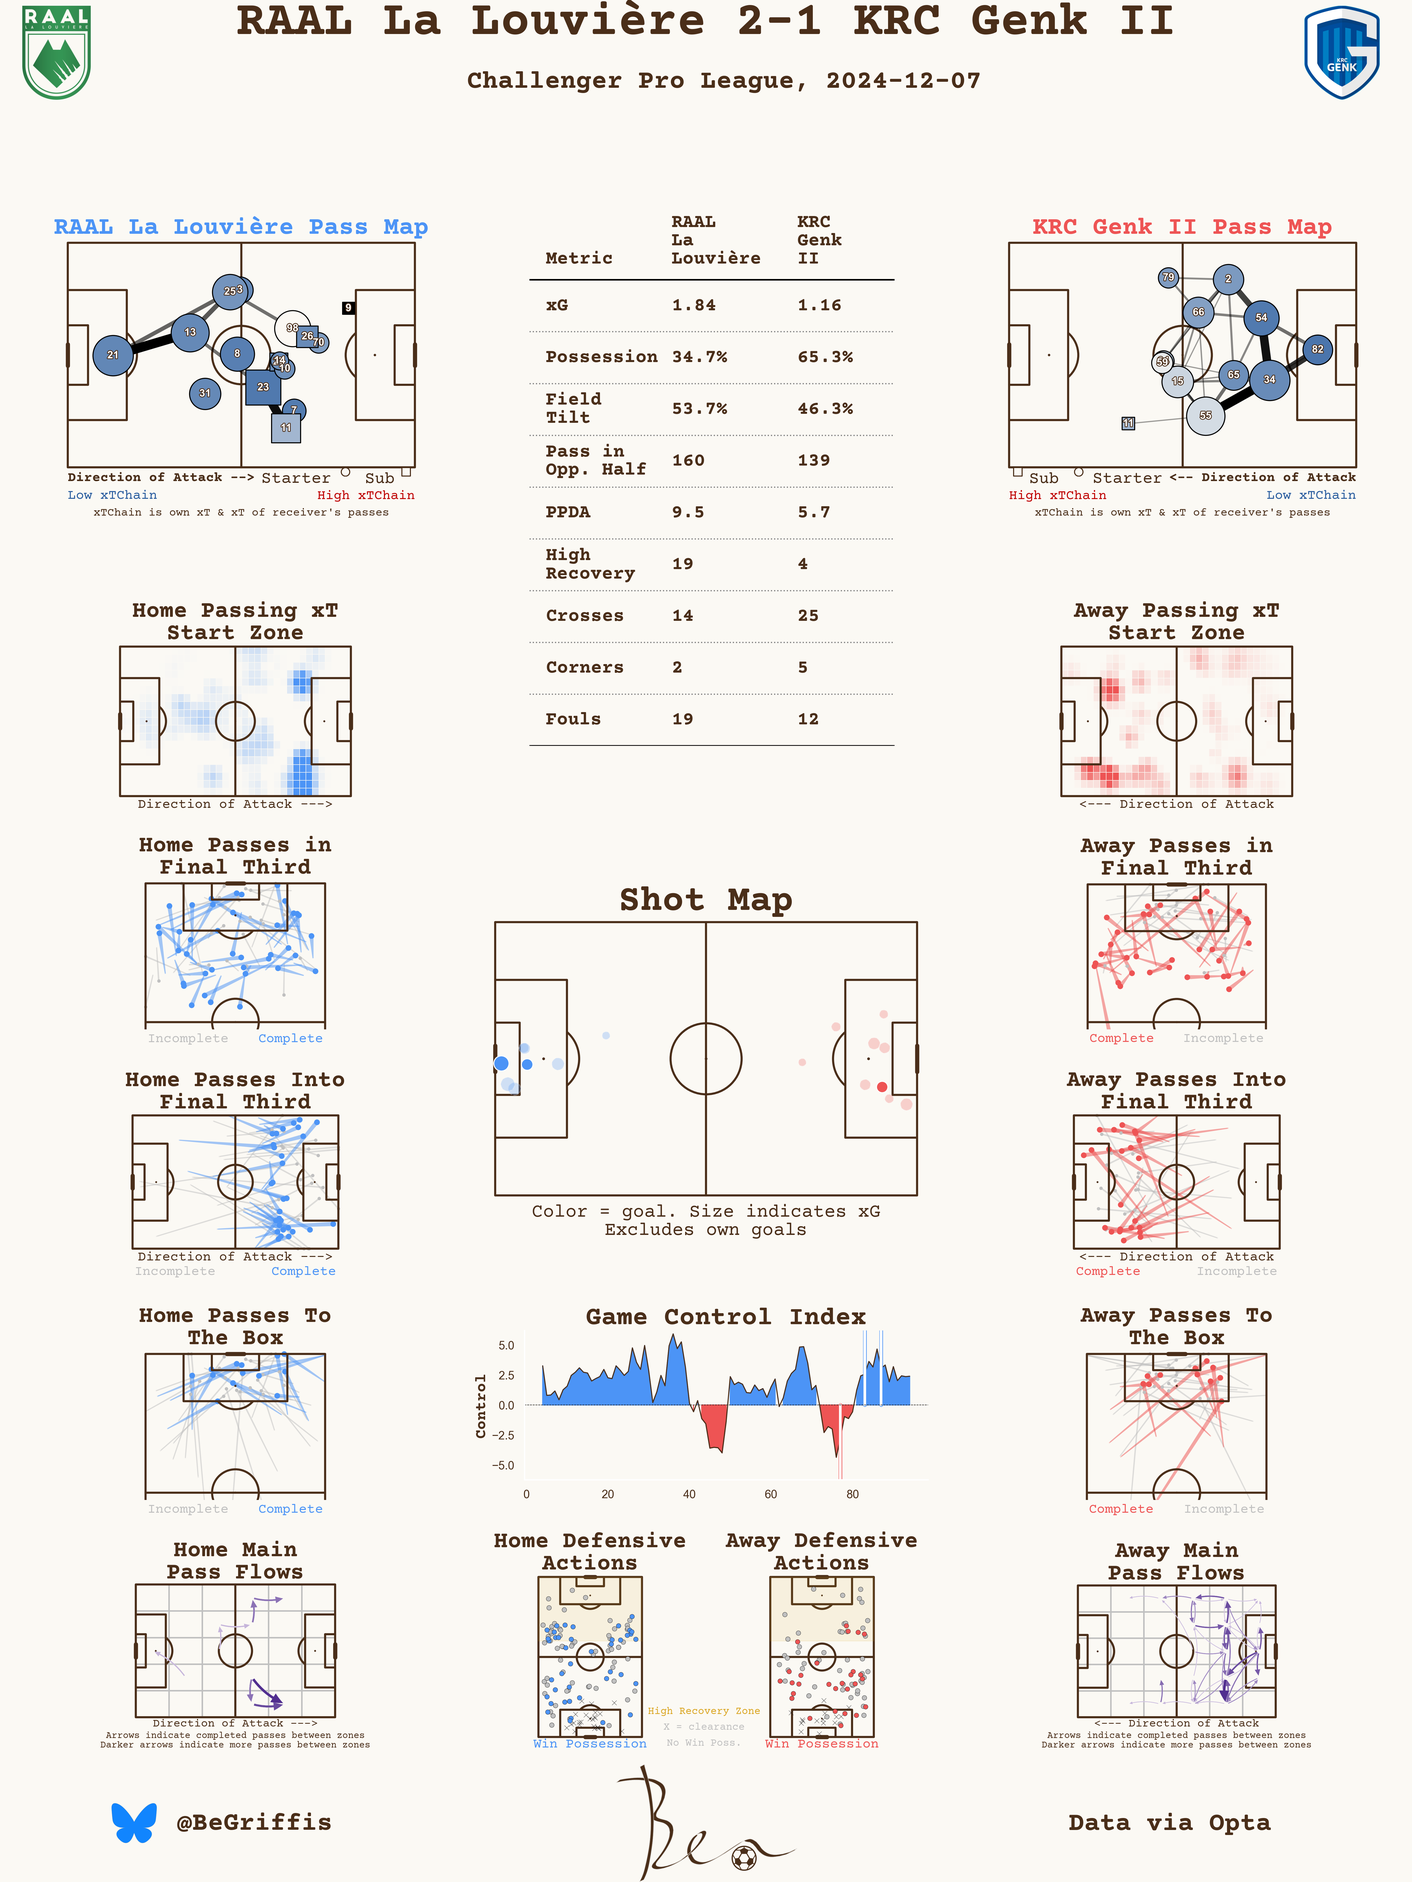 RAAL La Louvière 2-1 KRC Genk II
Challenger Pro League, 2024-12-07
RAAL
LA LOUVIÈRE
KRC
GENK
RAAL La Louvière Pass Map
25 3
9
98
13
26
70
21
8
14
10
23
31
7
11
Direction of Attack --> Starter Sub
Low xTChain High xTChain
xTChain is own xT & xT of receiver's passes
Metric RAAL La Louvière KRC Genk II
xG 1.84 1.16
Possession 34.7% 65.3%
Field Tilt 53.7% 46.3%
Pass in Opp. Half 160 139
PPDA 9.5 5.7
High Recovery 19 4
Crosses 14 25
Corners 2 5
Fouls 19 12
KRC Genk II Pass Map
79
2
66
54
82
59
15
65
34
55
11
Sub Starter <-- Direction of Attack
High xTChain Low xTChain
xTChain is own xT & xT of receiver's passes
Home Passing xT
Start Zone
Direction of Attack --->
Away Passing xT
Start Zone
<--- Direction of Attack
Home Passes in
Final Third
Incomplete Complete
Away Passes in
Final Third
Complete Incomplete
Shot Map
Color = goal. Size indicates xG
Excludes own goals
Home Passes Into
Final Third
Direction of Attack --->
Incomplete Complete
Away Passes Into
Final Third
<--- Direction of Attack
Complete Incomplete
Home Passes To
The Box
Incomplete Complete
Game Control Index
Control
5.0
2.5
0.0
−2.5
−5.0
0 20 40 60 80
Away Passes To
The Box
Complete Incomplete
Home Main
Pass Flows
Direction of Attack --->
Arrows indicate completed passes between zones
Darker arrows indicate more passes between zones
Home Defensive
Actions
Win Possession
High Recovery Zone
X = clearance
No Win Poss.
Away Defensive
Actions
Win Possession
Away Main
Pass Flows
<--- Direction of Attack
Arrows indicate completed passes between zones
Darker arrows indicate more passes between zones
@BeGriffis
Ben
Data via Opta